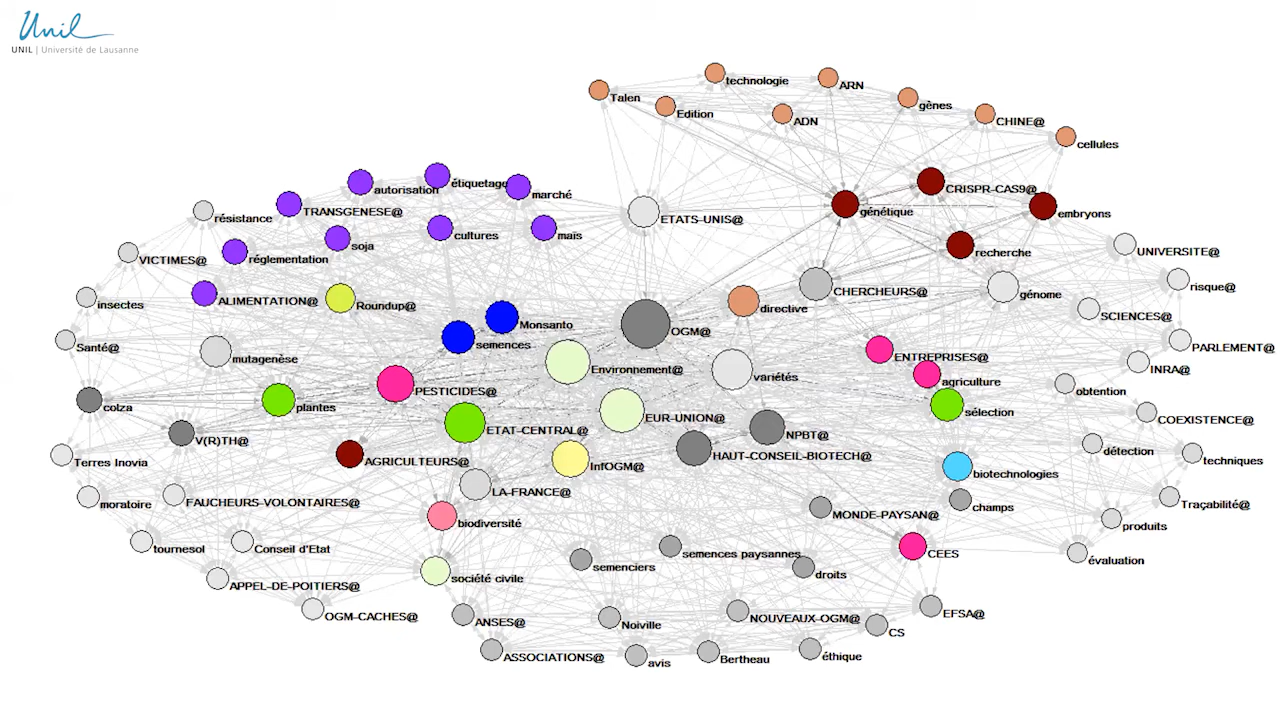 Unil
UNIL | Université de Lausanne
technologie
ARN
Talen
Edition
ADN
gènes
CHINE@
cellules
étiquetage
autorisation
marché
CRISPR-CAS9@
TRANSGENESE@
résistance
génétique
embryons
ETATS-UNIS@
cultures
maïs
soja
recherche
UNIVERSITE@
réglementation
VICTIMES@
risque@
CHERCHEURS@
génome
ALIMENTATION@
insectes
Roundup@
directive
SCIENCES@
Monsanto
OGM@
semences
Santé@
PARLEMENT@
mutagenèse
ENTREPRISES@
Environnement@
INRA@
variétés
agriculture
PESTICIDES@
obtention
colza
plantes
sélection
EUR-UNION@
COEXISTENCE@
ETAT-CENTRAL@
NPBT@
V(R)TH@
détection
HAUT-CONSEIL-BIOTECH@
AGRICULTEURS@
Terres Inovia
techniques
InfOGM@
biotechnologies
LA-FRANCE@
FAUCHEURS-VOLONTAIRES@
moratoire
champs
Traçabilité@
MONDE-PAYSAN@
biodiversité
produits
tournesol
Conseil d'Etat
semences paysannes
CEES
évaluation
semenciers
droits
société civile
APPEL-DE-POITIERS@
OGM-CACHES@
EFSA@
NOUVEAUX-OGM@
ANSES@
Noiville
CS
ASSOCIATIONS@
avis
Bertheau
éthique